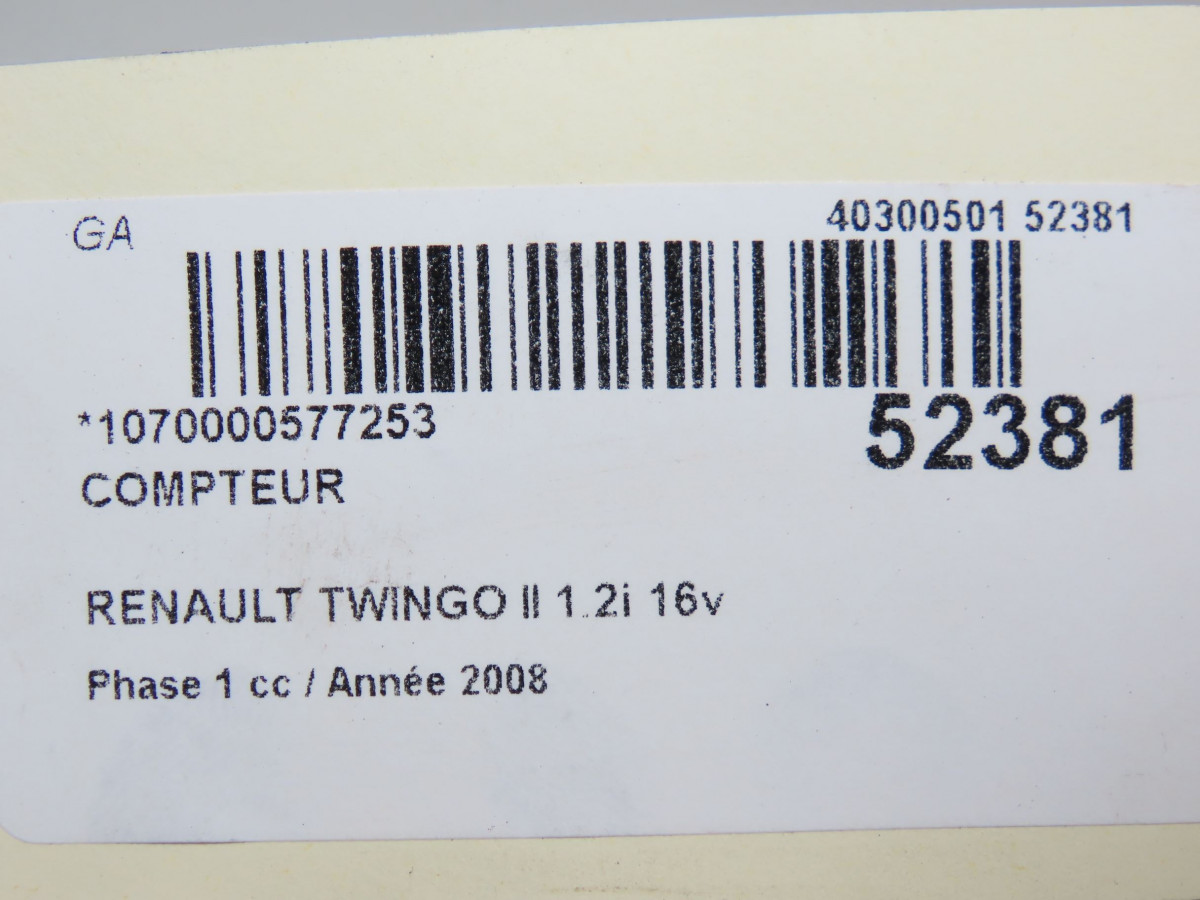 GA
40300501 52381
*1070000577253
52381
COMPTEUR
RENAULT TWINGO II 1.2i 16v
Phase 1 cc / Année 2008